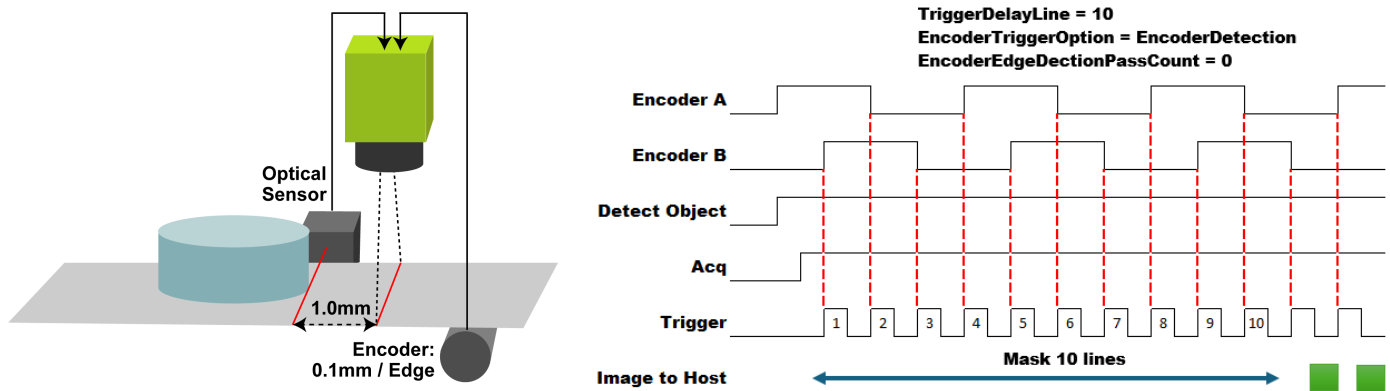 Optical
Sensor
1.0mm
Encoder:
0.1mm / Edge
TriggerDelayLine = 10
EncoderTriggerOption = EncoderDetection
EncoderEdgeDectionPassCount = 0
Encoder A
Encoder B
Detect Object
Acq
Trigger
1 2 3 4 5 6 7 8 9 10
Mask 10 lines
Image to Host